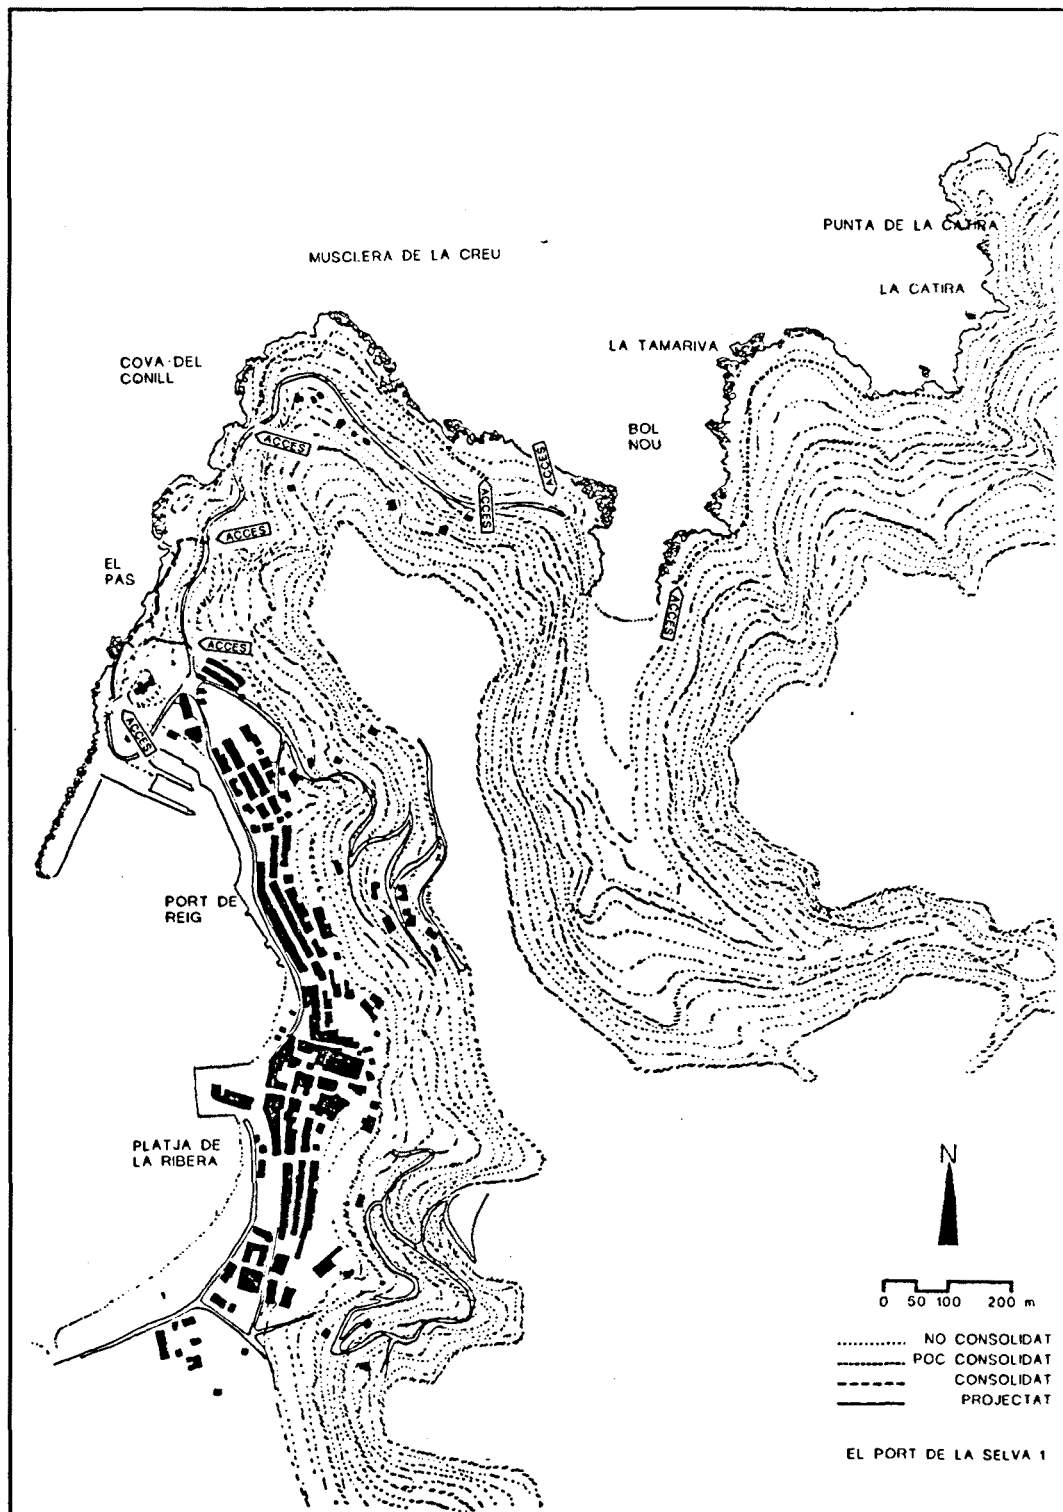 PUNTA DE LA CATIRA
MUSCLERA DE LA CREU
LA CATIRA
LA TAMARIVA
COVA DEL
CONILL
BOL
NOU
ACCES
ACCES
ACCES
ACCES
EL
PAS
ACCES
ACCES
ACCES
PORT DE
REIG
PLATJA DE
LA RIBERA
N
0 50 100 200 m
NO CONSOLIDAT
POC CONSOLIDAT
CONSOLIDAT
PROJECTAT
EL PORT DE LA SELVA 1